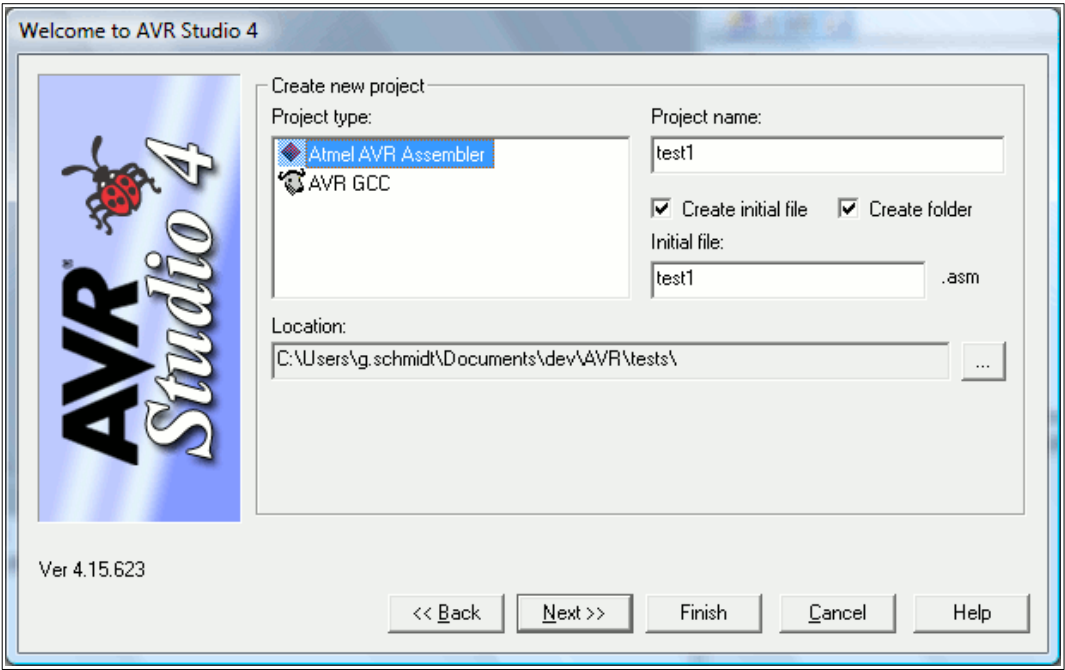 Welcome to AVR Studio 4
Create new project
Project type:
Atmel AVR Assembler
AVR GCC
Project name:
test1
Create initial file
Create folder
Initial file:
test1
.asm
Location:
C:\Users\g.schmidt\Documents\dev\AVR\tests\
...
AVR®
Studio 4
Ver 4.15.623
<< Back
Next >>
Finish
Cancel
Help